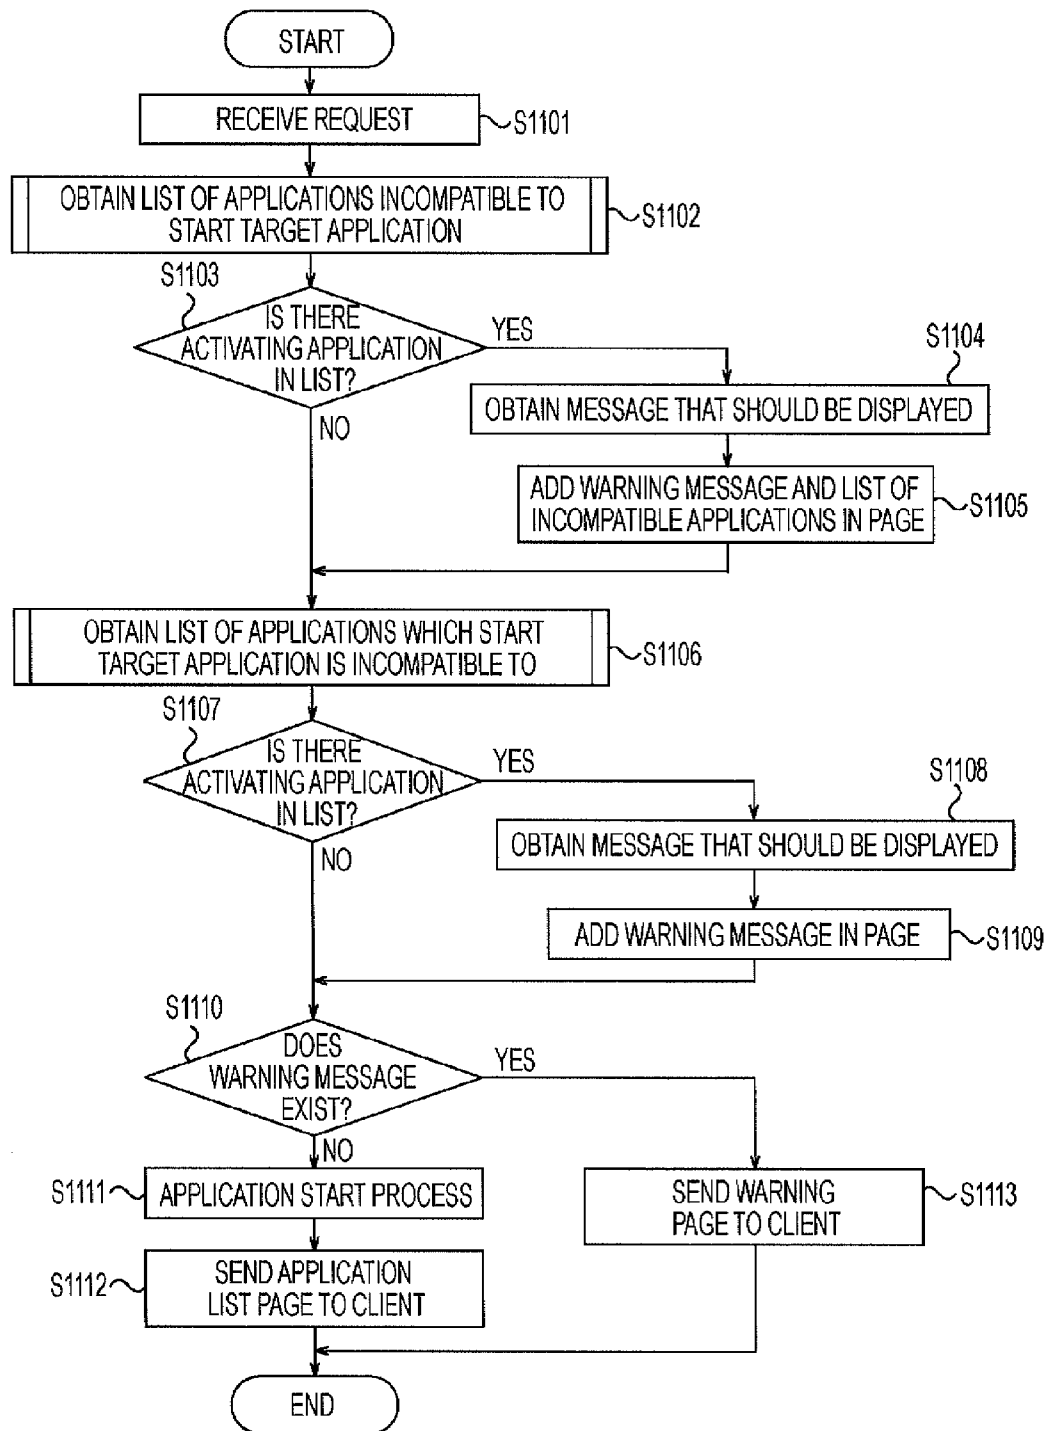 START
RECEIVE REQUEST
S1101
OBTAIN LIST OF APPLICATIONS INCOMPATIBLE TO
START TARGET APPLICATION
S1102
S1103
IS THERE
ACTIVATING APPLICATION
IN LIST?
YES
NO
S1104
OBTAIN MESSAGE THAT SHOULD BE DISPLAYED
ADD WARNING MESSAGE AND LIST OF
INCOMPATIBLE APPLICATIONS IN PAGE
S1105
OBTAIN LIST OF APPLICATIONS WHICH START
TARGET APPLICATION IS INCOMPATIBLE TO
S1106
S1107
IS THERE
ACTIVATING APPLICATION
IN LIST?
YES
NO
S1108
OBTAIN MESSAGE THAT SHOULD BE DISPLAYED
ADD WARNING MESSAGE IN PAGE
S1109
S1110
DOES
WARNING MESSAGE
EXIST?
YES
NO
S1111
APPLICATION START PROCESS
SEND WARNING
PAGE TO CLIENT
S1113
S1112
SEND APPLICATION
LIST PAGE TO CLIENT
END